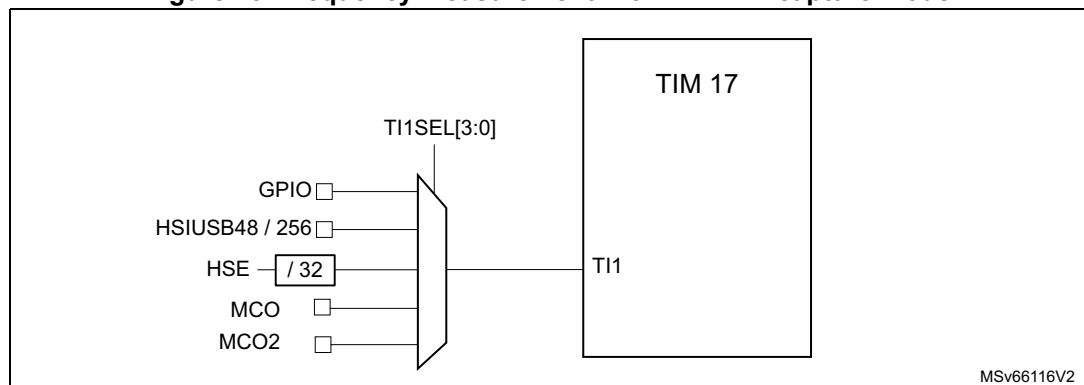 TIM 17
TI1SEL[3:0]
GPIO
HSIUSB48 / 256
HSE
/ 32
TI1
MCO
MCO2
MSv66116V2